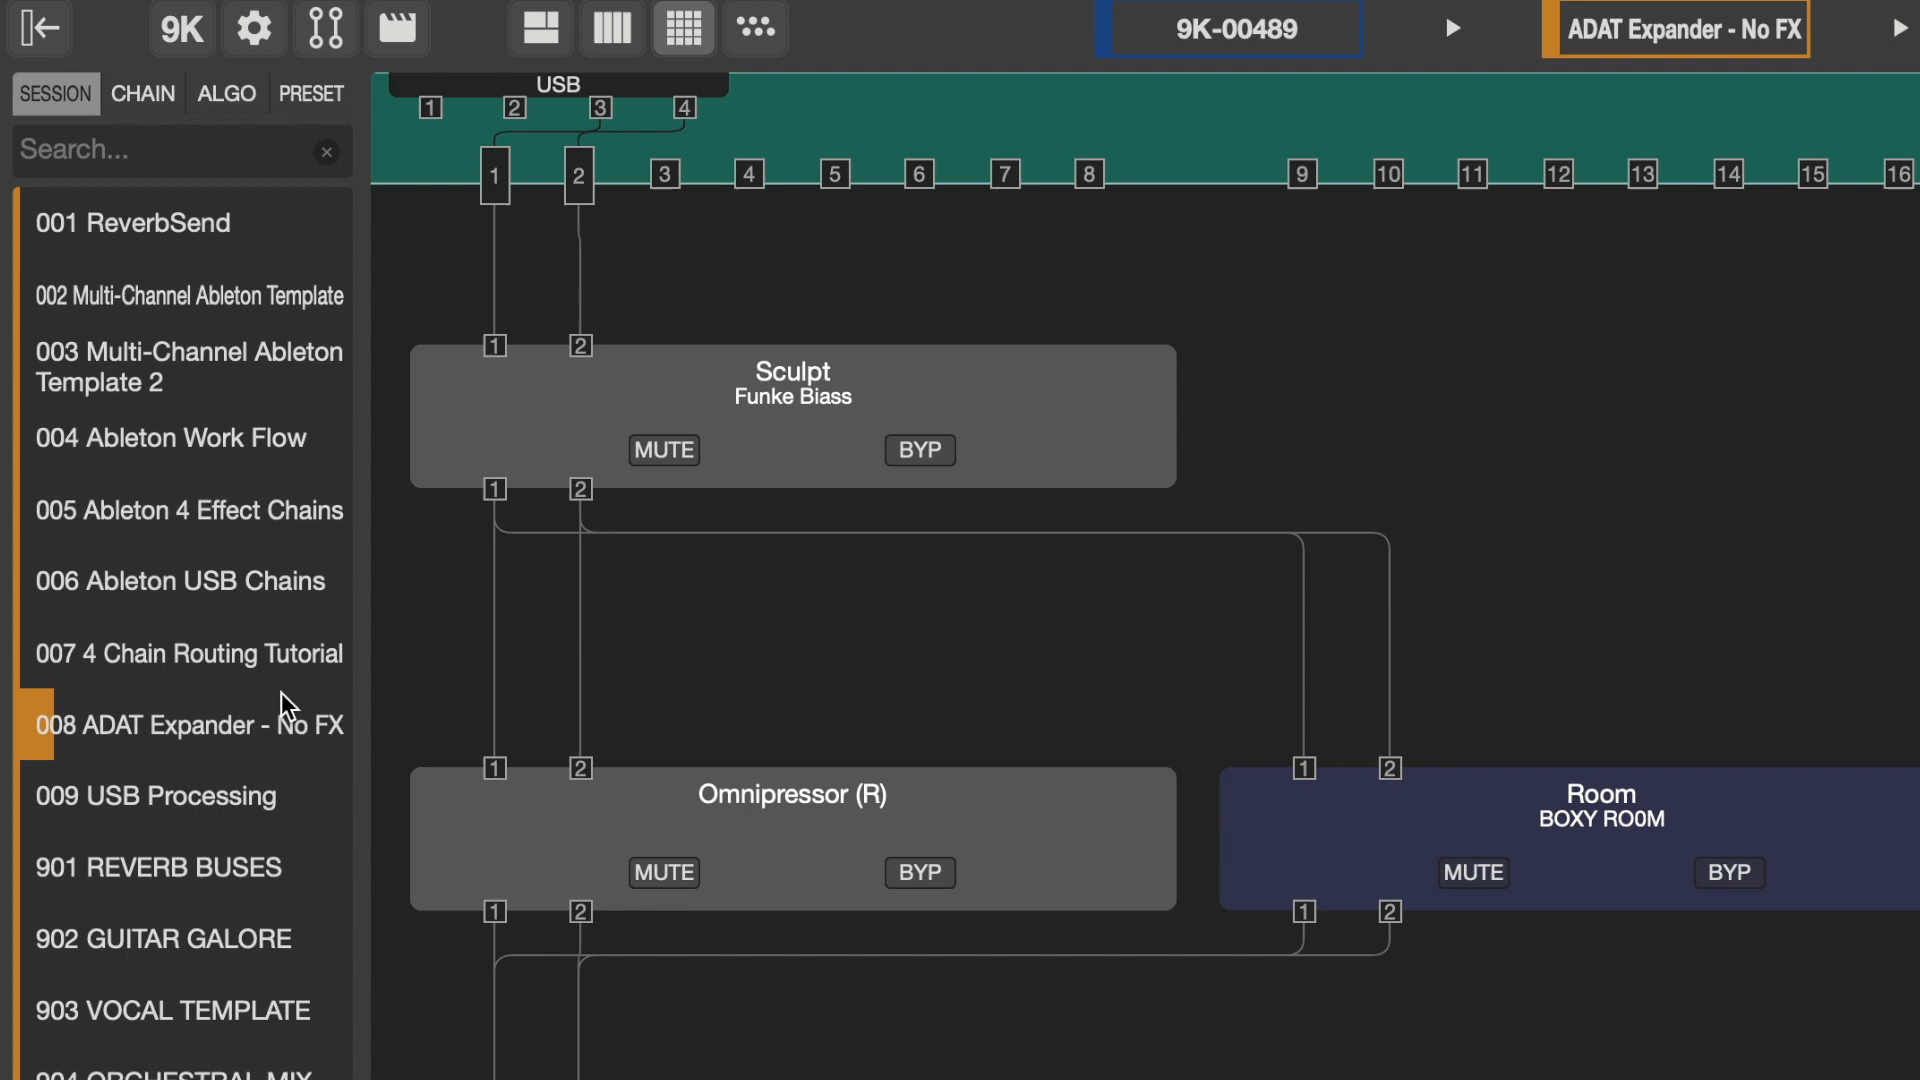 9K
9K-00489
ADAT Expander - No FX
SESSION CHAIN ALGO PRESET
Search...
001 ReverbSend
002 Multi-Channel Ableton Template
003 Multi-Channel Ableton
Template 2
004 Ableton Work Flow
005 Ableton 4 Effect Chains
006 Ableton USB Chains
007 4 Chain Routing Tutorial
008 ADAT Expander - No FX
009 USB Processing
901 REVERB BUSES
902 GUITAR GALORE
903 VOCAL TEMPLATE
904 ORCHESTRAL MIX
USB
1 2 3 4
1 2 3 4 5 6 7 8 9 10 11 12 13 14 15 16
1 2
Sculpt
Funke Biass
MUTE BYP
1 2
1 2
Omnipressor (R)
MUTE BYP
1 2
1 2
Room
BOXY RO0M
MUTE BYP
1 2